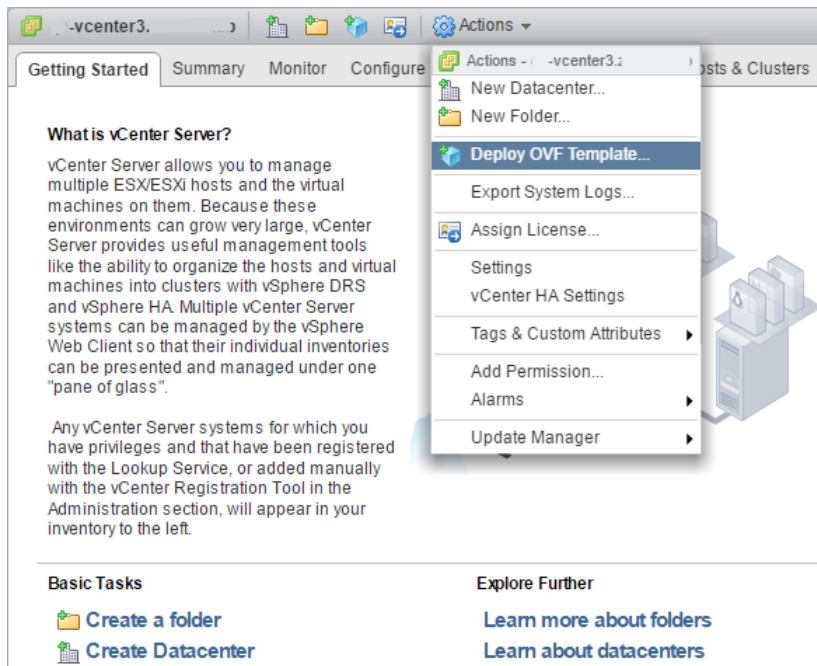 -vcenter3.
Actions
Getting Started
Summary
Monitor
Configure
osts & Clusters
Actions - -vcenter3.
New Datacenter...
New Folder...
Deploy OVF Template...
Export System Logs...
Assign License...
Settings
vCenter HA Settings
Tags & Custom Attributes
Add Permission...
Alarms
Update Manager
What is vCenter Server?
vCenter Server allows you to manage
multiple ESX/ESXi hosts and the virtual
machines on them. Because these
environments can grow very large, vCenter
Server provides useful management tools
like the ability to organize the hosts and virtual
machines into clusters with vSphere DRS
and vSphere HA. Multiple vCenter Server
systems can be managed by the vSphere
Web Client so that their individual inventories
can be presented and managed under one
"pane of glass".
Any vCenter Server systems for which you
have privileges and that have been registered
with the Lookup Service, or added manually
with the vCenter Registration Tool in the
Administration section, will appear in your
inventory to the left.
Basic Tasks
Create a folder
Create Datacenter
Explore Further
Learn more about folders
Learn about datacenters